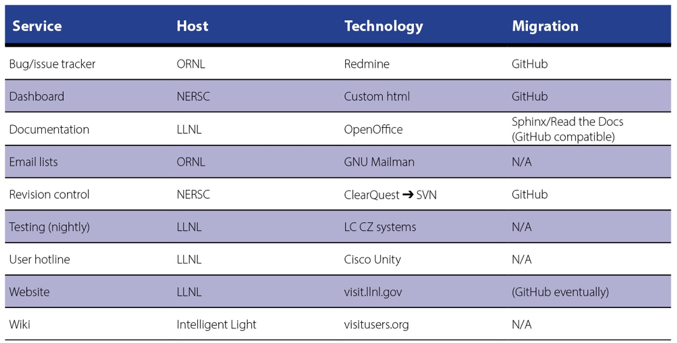 Service Host Technology Migration
Bug/issue tracker ORNL Redmine GitHub
Dashboard NERSC Custom html GitHub
Documentation LLNL OpenOffice Sphinx/Read the Docs
(GitHub compatible)
Email lists ORNL GNU Mailman N/A
Revision control NERSC ClearQuest ➔ SVN GitHub
Testing (nightly) LLNL LC CZ systems N/A
User hotline LLNL Cisco Unity N/A
Website LLNL visit.llnl.gov (GitHub eventually)
Wiki Intelligent Light visitusers.org N/A